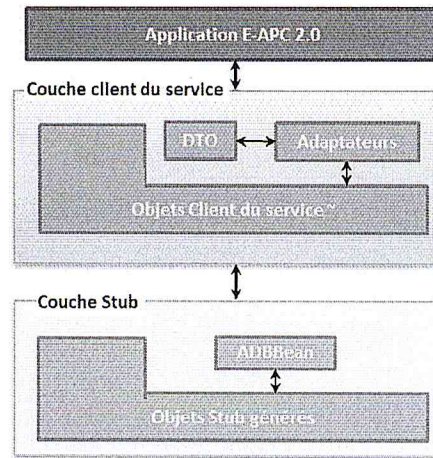 Application E-APC 2.0
Couche client du service
DTO
Adaptateurs
Objets Client du service
Couche Stub
ADBBean
Objets Stub générés